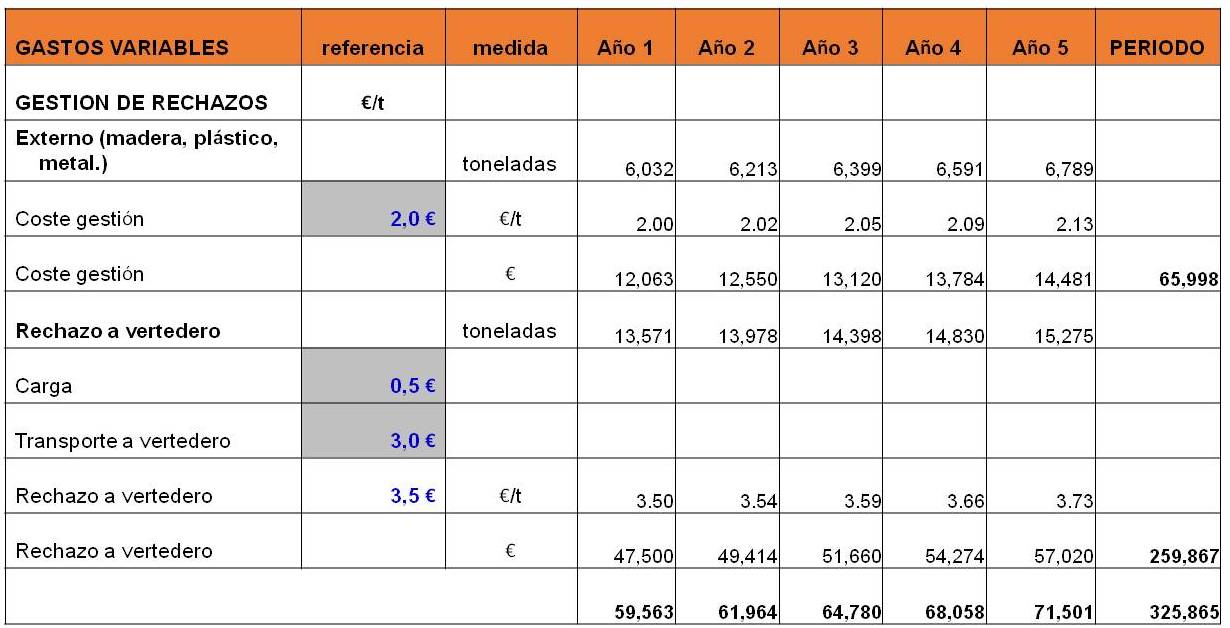 GASTOS VARIABLES referencia medida Año 1 Año 2 Año 3 Año 4 Año 5 PERIODO
GESTION DE RECHAZOS €/t
Externo (madera, plástico,
metal.) toneladas 6,032 6,213 6,399 6,591 6,789
Coste gestión 2,0 € €/t 2.00 2.02 2.05 2.09 2.13
Coste gestión € 12,063 12,550 13,120 13,784 14,481 65,998
Rechazo a vertedero toneladas 13,571 13,978 14,398 14,830 15,275
Carga 0,5 €
Transporte a vertedero 3,0 €
Rechazo a vertedero 3,5 € €/t 3.50 3.54 3.59 3.66 3.73
Rechazo a vertedero € 47,500 49,414 51,660 54,274 57,020 259,867
59,563 61,964 64,780 68,058 71,501 325,865